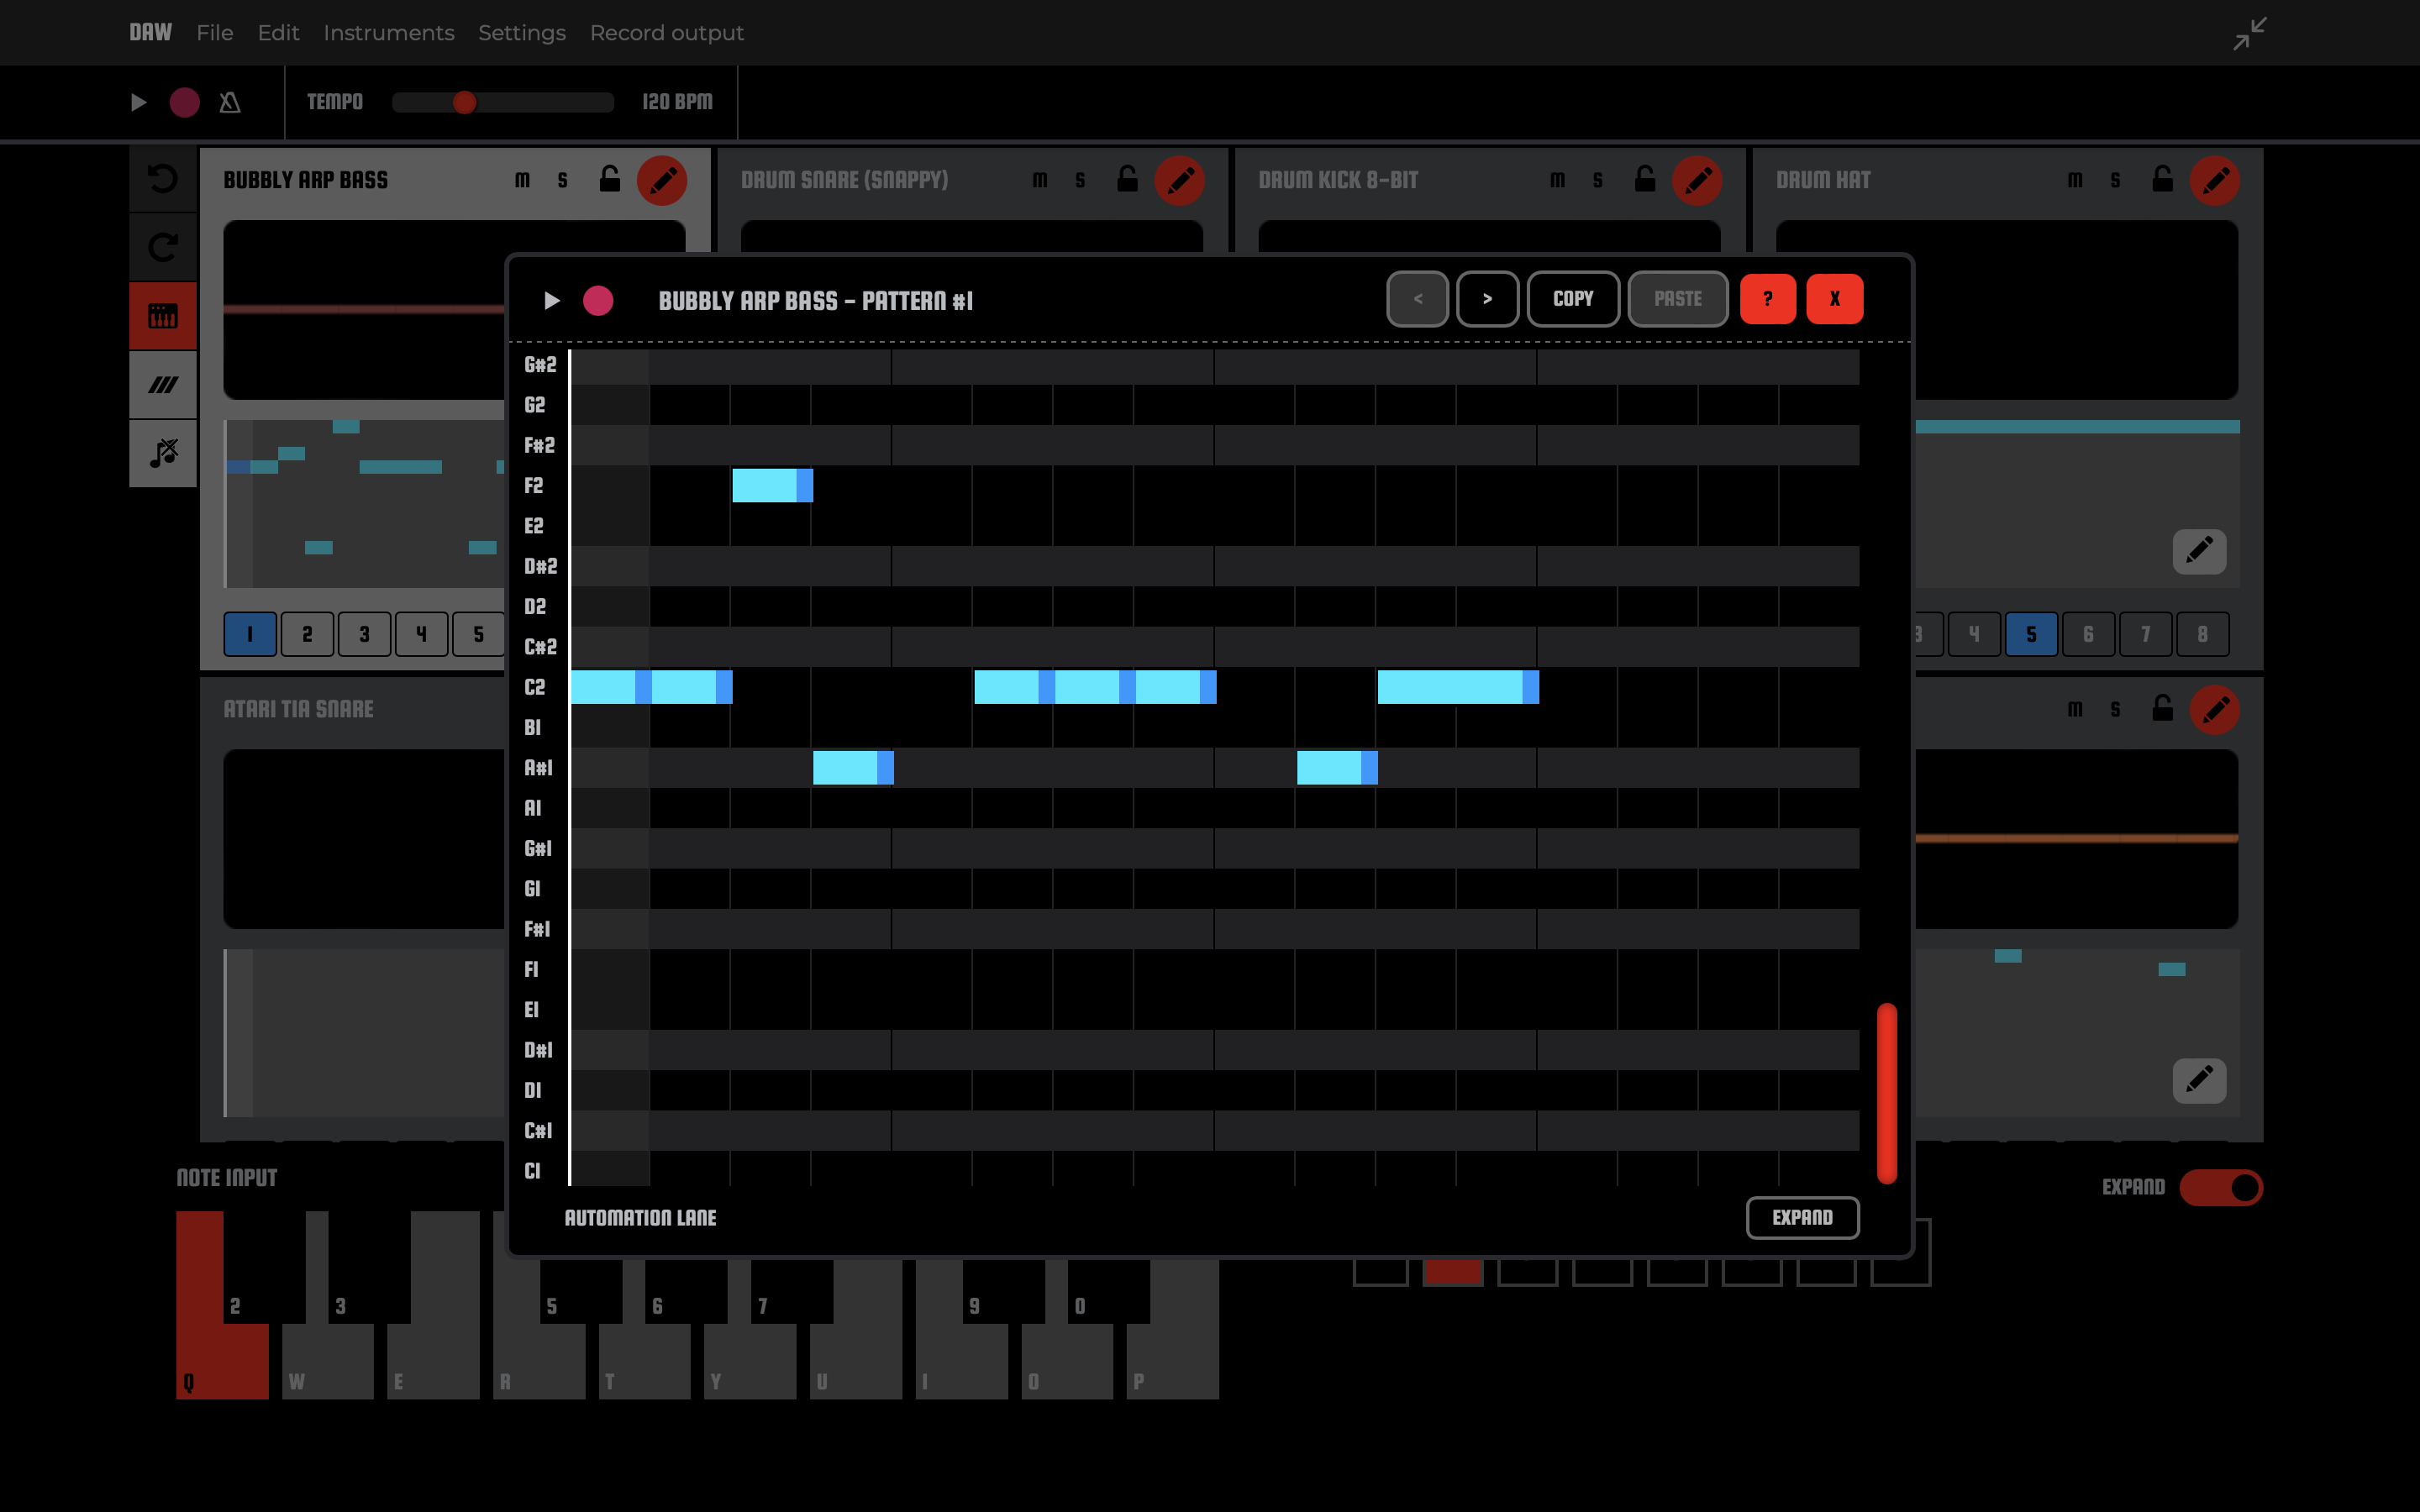 DAW File Edit Instruments Settings Record output
TEMPO 120 BPM
BUBBLY ARP BASS M S
DRUM SNARE (SNAPPY) M S
DRUM KICK 8-BIT M S
DRUM HAT M S
BUBBLY ARP BASS - PATTERN #1
< > COPY PASTE ? X
G#2
G2
F#2
F2
E2
D#2
D2
C#2
C2
B1
A#1
A1
G#1
G1
F#1
F1
E1
D#1
D1
C#1
C1
AUTOMATION LANE EXPAND
1 2 3 4 5
4 5 6 7 8
ATARI TIA SNARE
M S
NOTE INPUT
EXPAND
2 3 5 6 7 9 0
Q W E R T Y U I O P